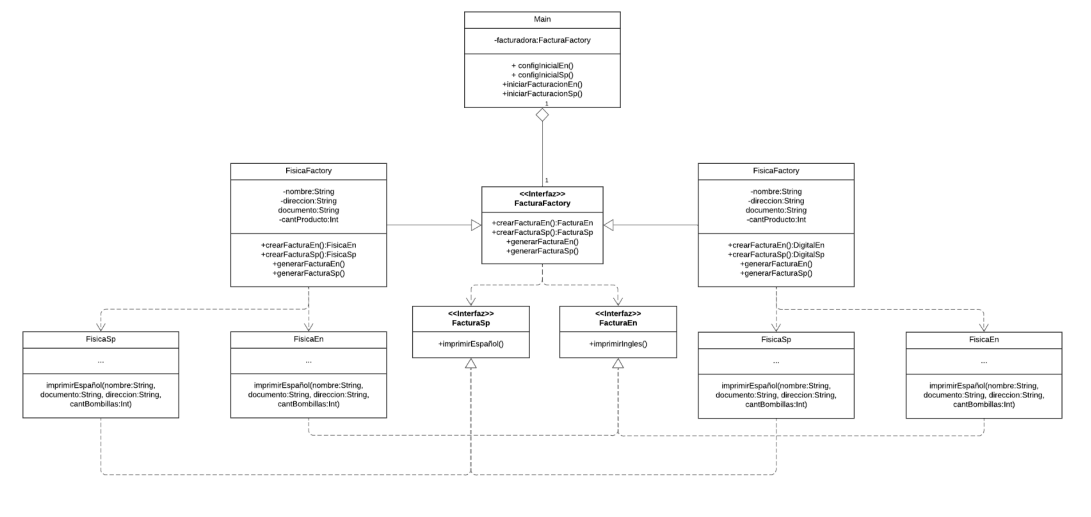 Main
-facturadora:FacturaFactory
+ configInicialEn()
+ configInicialSp()
+iniciarFacturacionEn()
+iniciarFacturacionSp()
1
1
FisicaFactory
-nombre:String
-direccion:String
documento:String
-cantProducto:Int
+crearFacturaEn():FisicaEn
+crearFacturaSp():FisicaSp
+generarFacturaEn()
+generarFacturaSp()
<<Interfaz>>
FacturaFactory
+crearFacturaEn():FacturaEn
+crearFacturaSp():FacturaSp
+generarFacturaEn()
+generarFacturaSp()
FisicaFactory
-nombre:String
-direccion:String
documento:String
-cantProducto:Int
+crearFacturaEn():DigitalEn
+crearFacturaSp():DigitalSp
+generarFacturaEn()
+generarFacturaSp()
FisicaSp
...
imprimirEspañol(nombre:String,
documento:String, direccion:String,
cantBombillas:Int)
FisicaEn
...
imprimirEspañol(nombre:String,
documento:String, direccion:String,
cantBombillas:Int)
<<Interfaz>>
FacturaSp
+imprimirEspañol()
<<Interfaz>>
FacturaEn
+imprimirIngles()
FisicaSp
...
imprimirEspañol(nombre:String,
documento:String, direccion:String,
cantBombillas:Int)
FisicaEn
...
imprimirEspañol(nombre:String,
documento:String, direccion:String,
cantBombillas:Int)